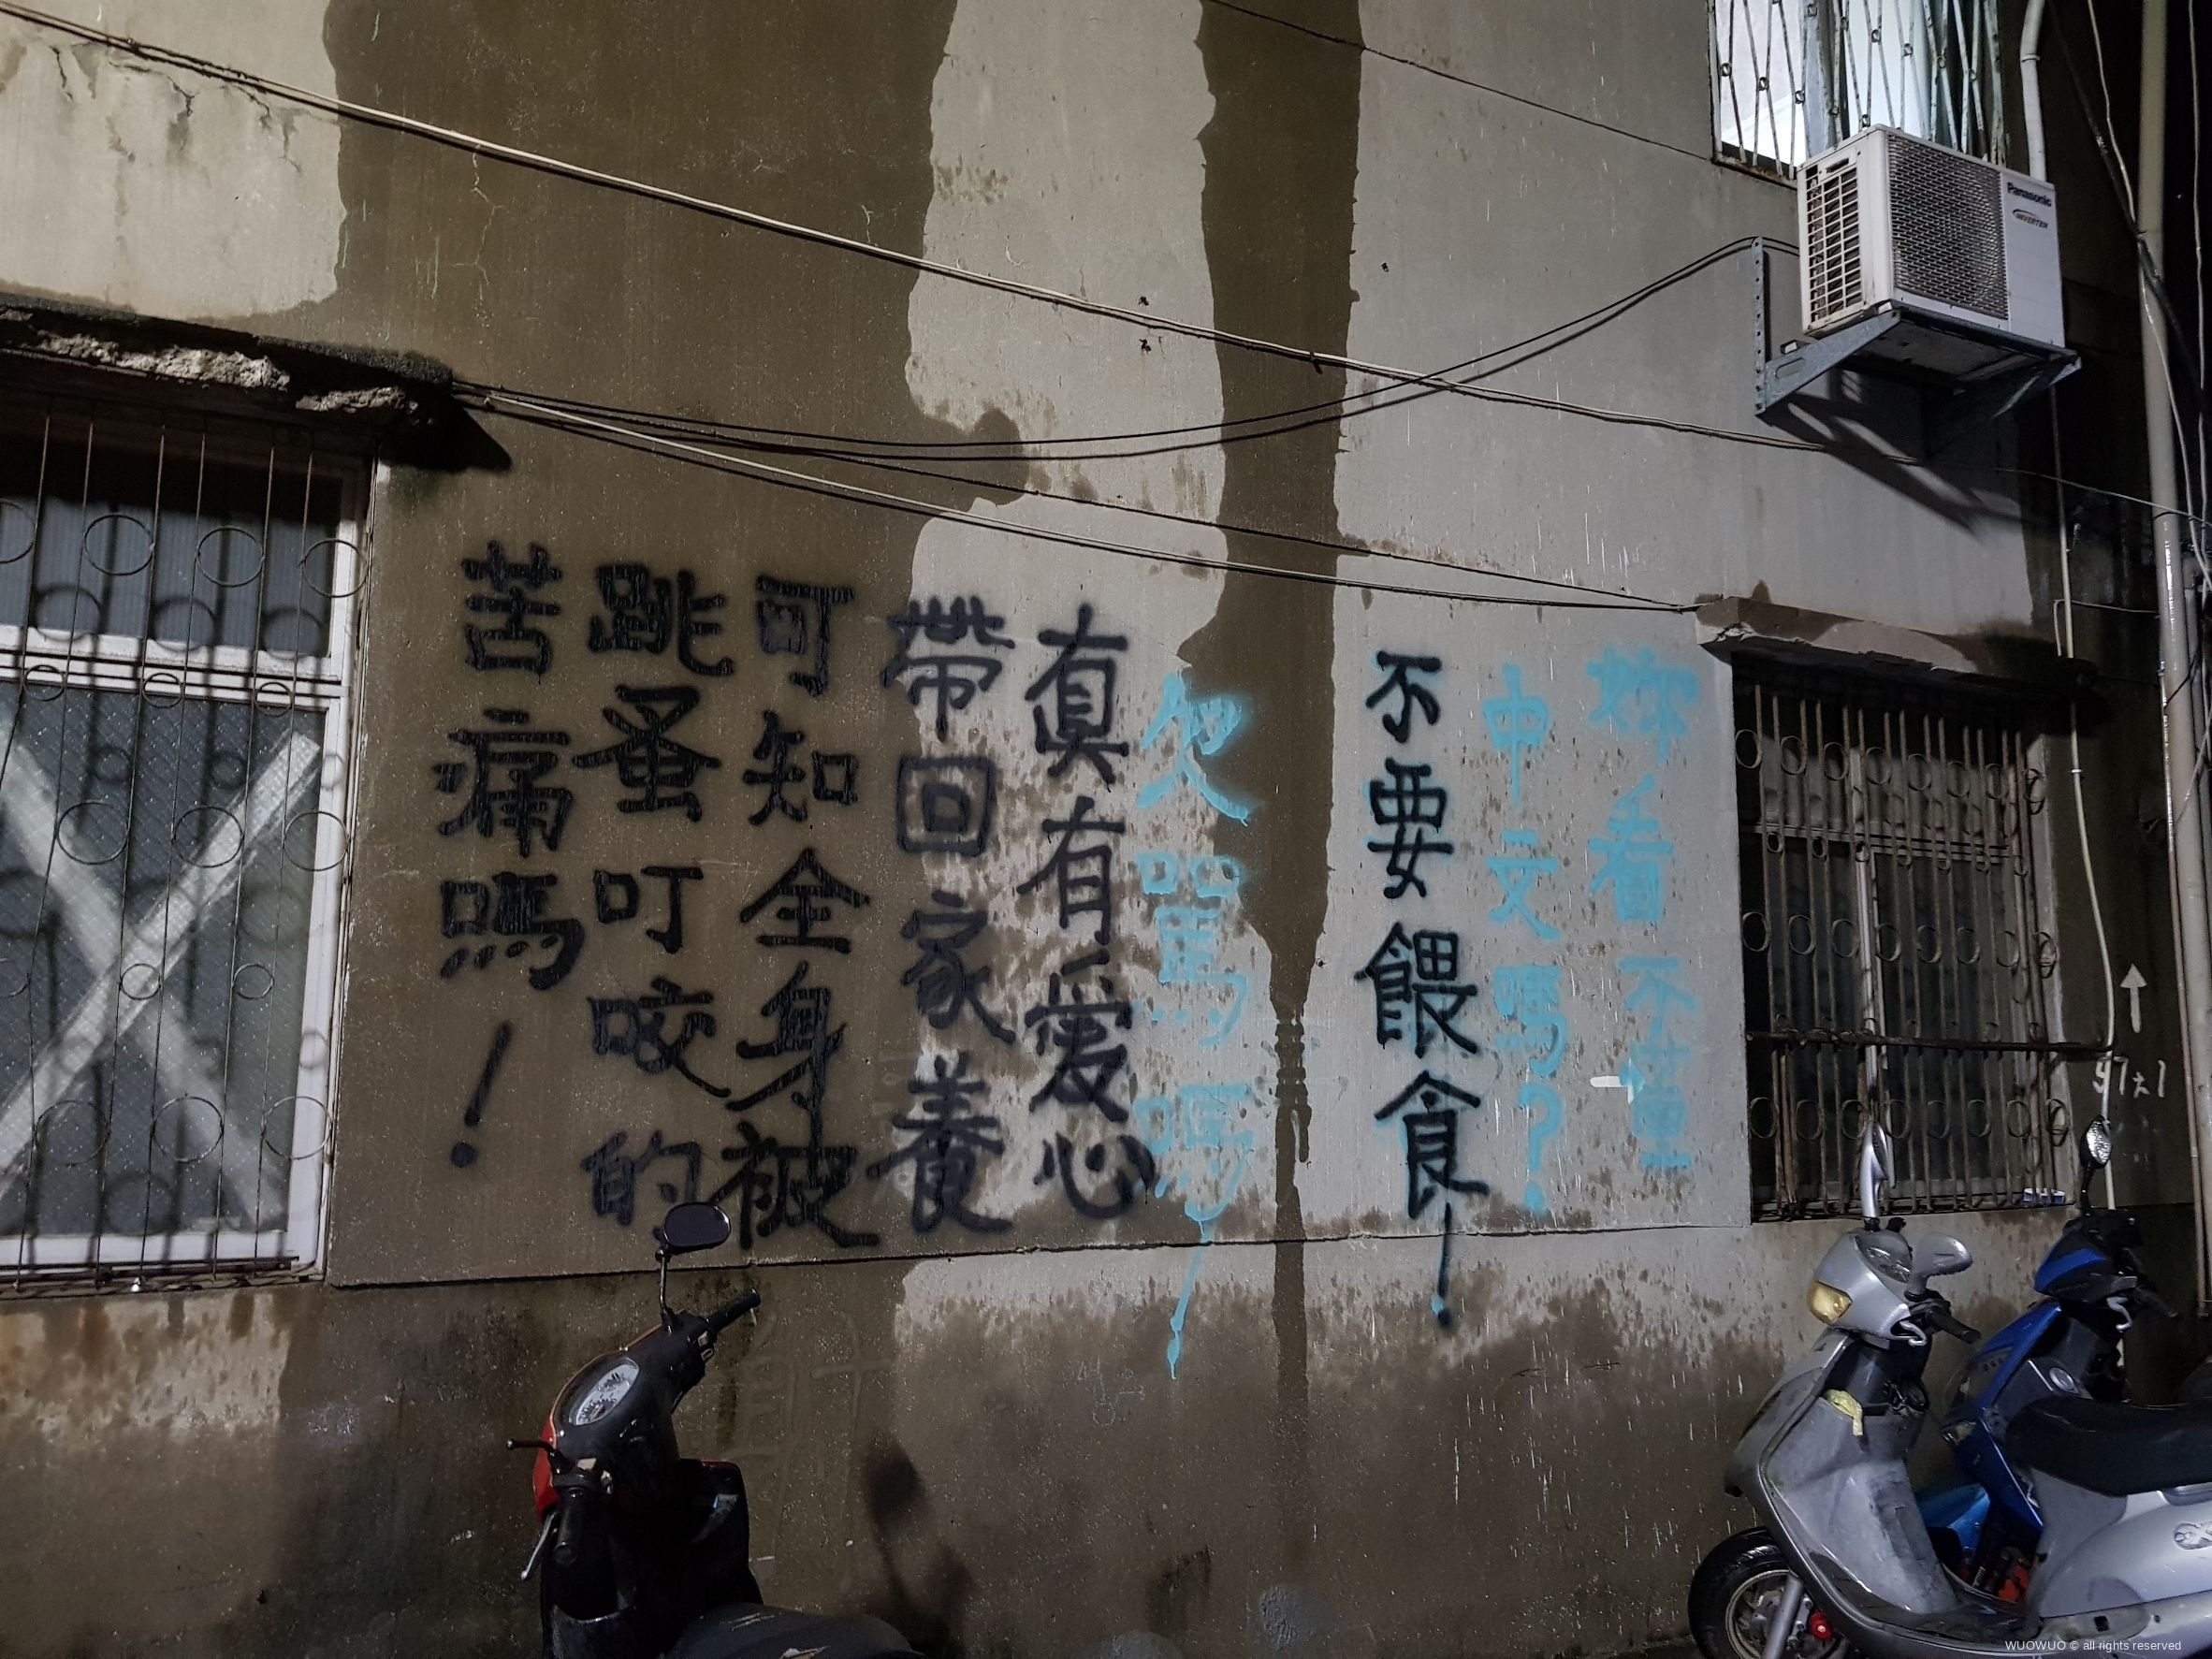 妳看不懂
中文嗎?
不要餵食!
欠罵嗎!
真有愛心
帶回家養
可知全身被
跳蚤叮咬的
苦痛嗎!
Panasonic
INVERTER
WUOWUO © all rights reserved